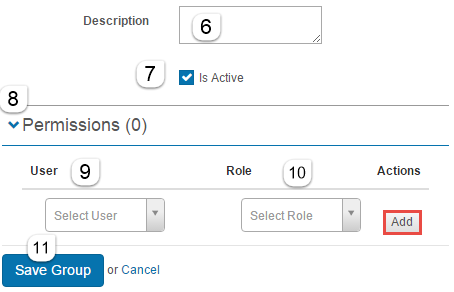 Description 6
7 Is Active
8
Permissions (0)
User 9 Role 10 Actions
Select User Select Role Add
11
Save Group or Cancel